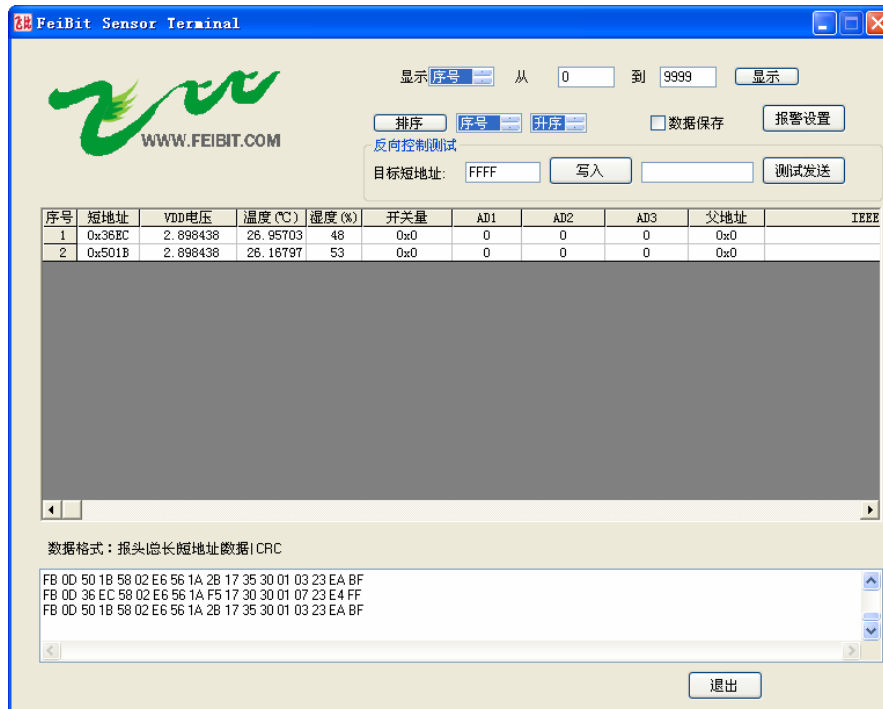 飞比 FeiBit Sensor Terminal
显示 序号 从 0 到 9999 显示
WWW.FEIBIT.COM
排序 序号 升序 数据保存 报警设置
反向控制测试
目标短地址: FFFF 写入 测试发送
序号 短地址 VDD电压 温度(℃) 湿度(%) 开关量 AD1 AD2 AD3 父地址 IEEE
1 0x36EC 2.898438 26.95703 48 0x0 0 0 0 0x0
2 0x501B 2.898438 26.16797 53 0x0 0 0 0 0x0
数据格式：报头|总长|短地址|数据|CRC
FB 0D 50 1B 58 02 E6 56 1A 2B 17 35 30 01 03 23 EA BF
FB 0D 36 EC 58 02 E6 56 1A F5 17 30 30 01 07 23 E4 FF
FB 0D 50 1B 58 02 E6 56 1A 2B 17 35 30 01 03 23 EA BF
退出